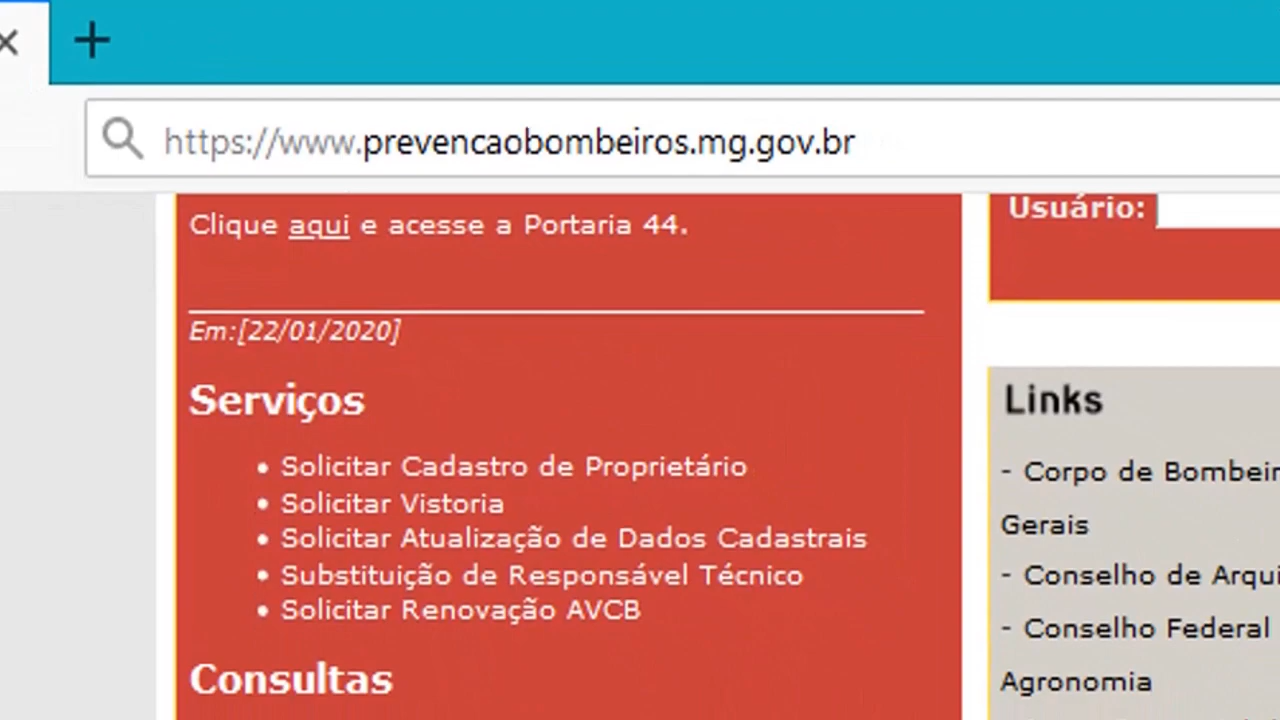 https://www.prevencaobombeiros.mg.gov.br
Clique aqui e acesse a Portaria 44.
Em:[22/01/2020]
Serviços
• Solicitar Cadastro de Proprietário
• Solicitar Vistoria
• Solicitar Atualização de Dados Cadastrais
• Substituição de Responsável Técnico
• Solicitar Renovação AVCB
Consultas
Usuário:
Links
- Corpo de Bombeir
Gerais
- Conselho de Arqui
- Conselho Federal
Agronomia